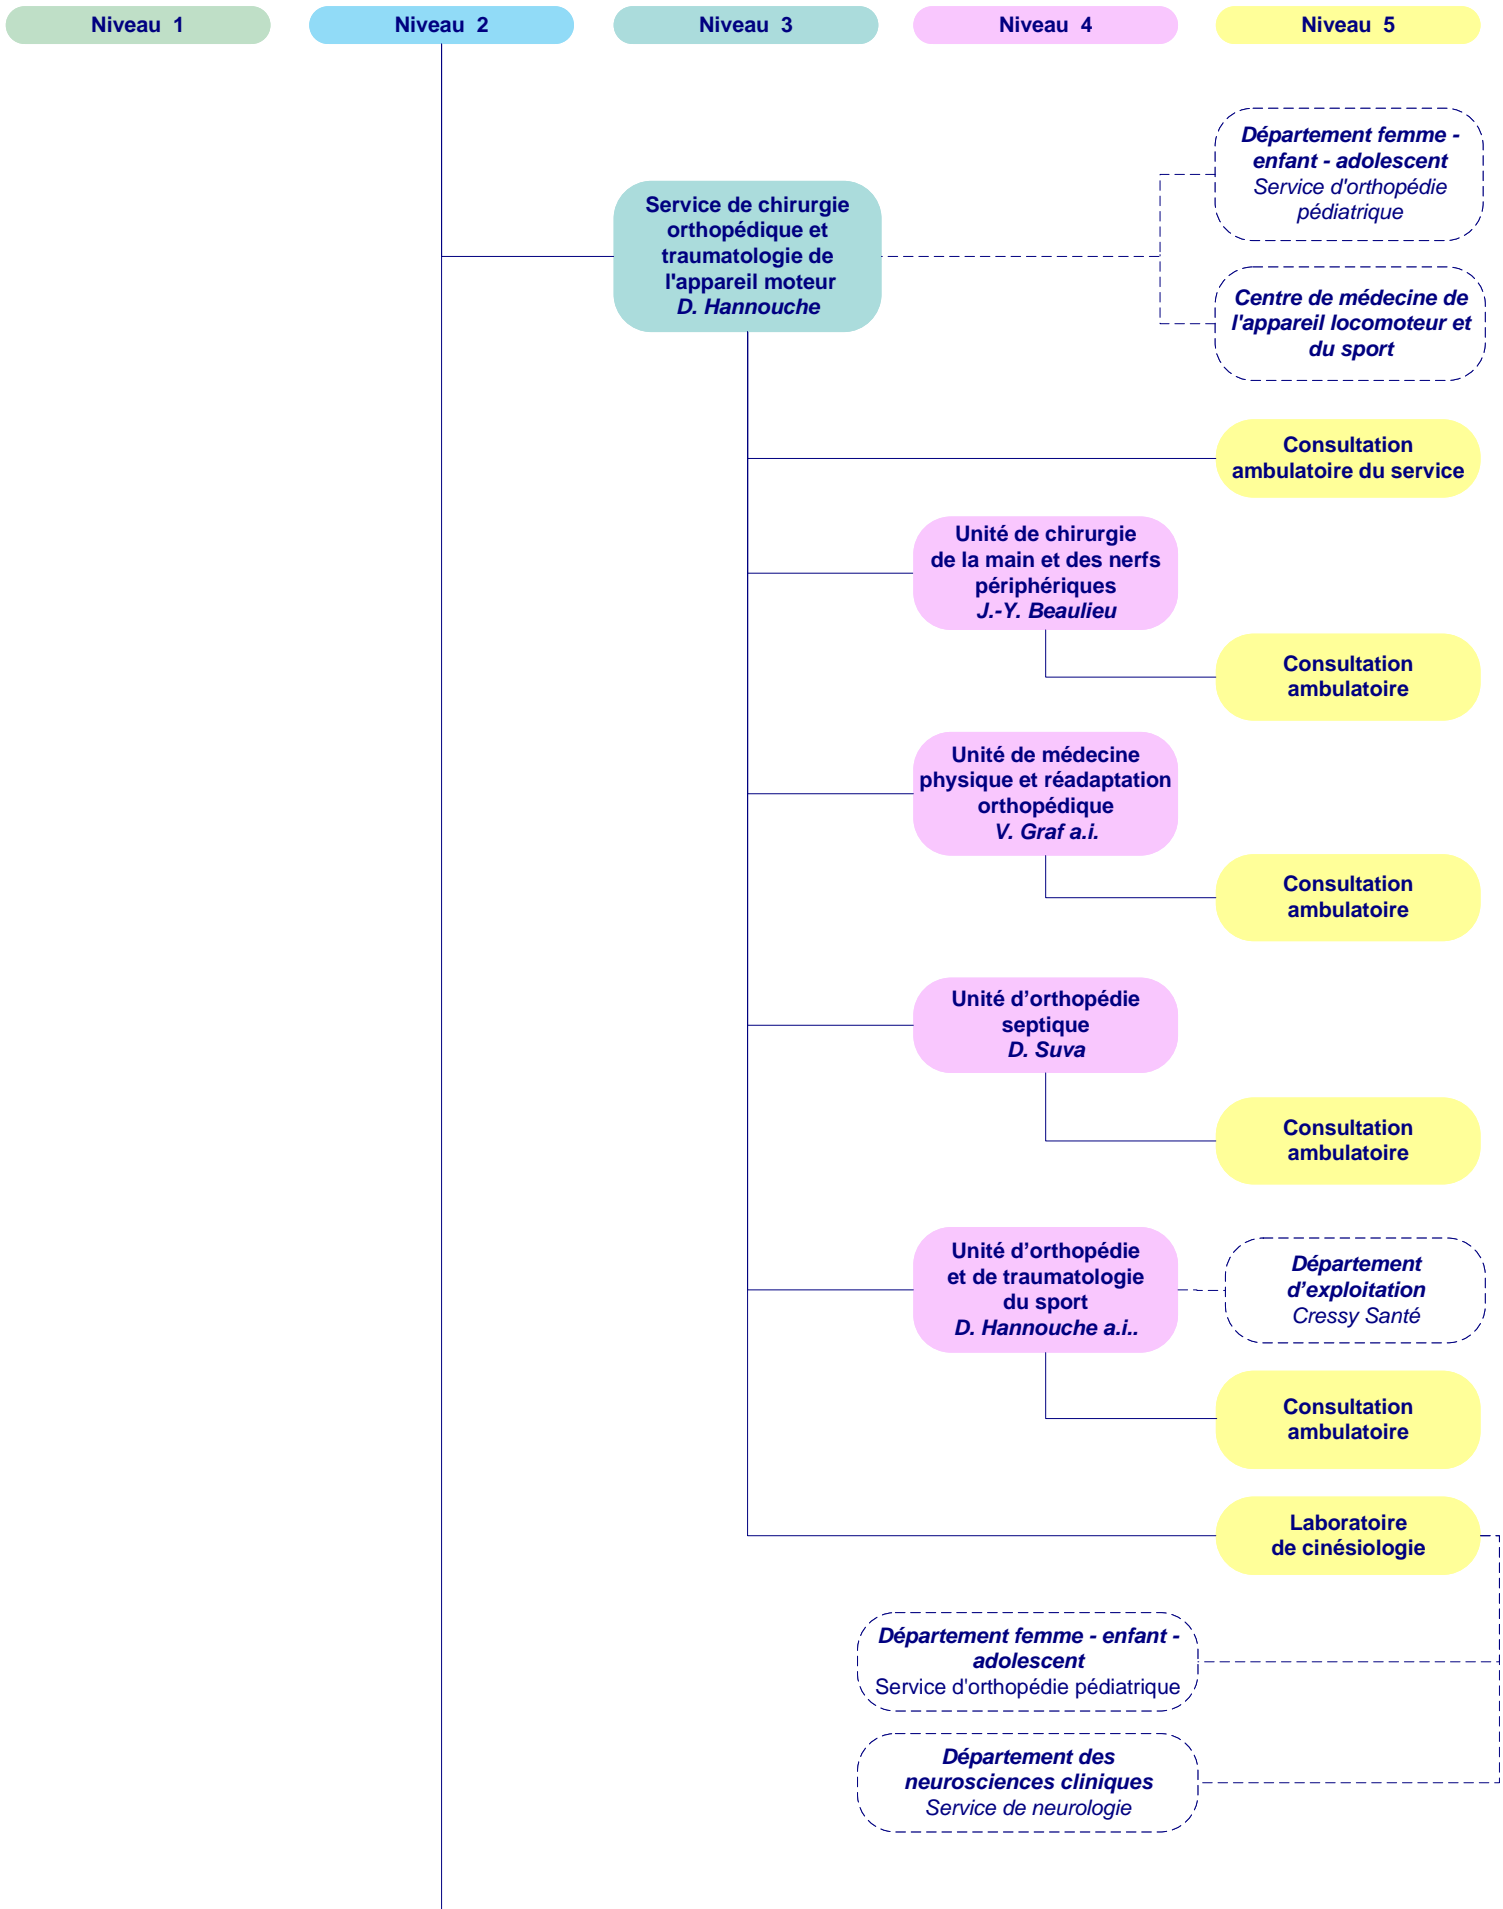 Niveau 1
Niveau 2
Niveau 3
Niveau 4
Niveau 5
Département femme -
enfant - adolescent
Service d'orthopédie
pédiatrique
Service de chirurgie
orthopédique et
traumatologie de
l'appareil moteur
D. Hannouche
Centre de médecine de
l'appareil locomoteur et
du sport
Consultation
ambulatoire du service
Unité de chirurgie
de la main et des nerfs
périphériques
J.-Y. Beaulieu
Consultation
ambulatoire
Unité de médecine
physique et réadaptation
orthopédique
V. Graf a.i.
Consultation
ambulatoire
Unité d’orthopédie
septique
D. Suva
Consultation
ambulatoire
Unité d’orthopédie
et de traumatologie
du sport
D. Hannouche a.i..
Département
d’exploitation
Cressy Santé
Consultation
ambulatoire
Laboratoire
de cinésiologie
Département femme - enfant -
adolescent
Service d'orthopédie pédiatrique
Département des
neurosciences cliniques
Service de neurologie